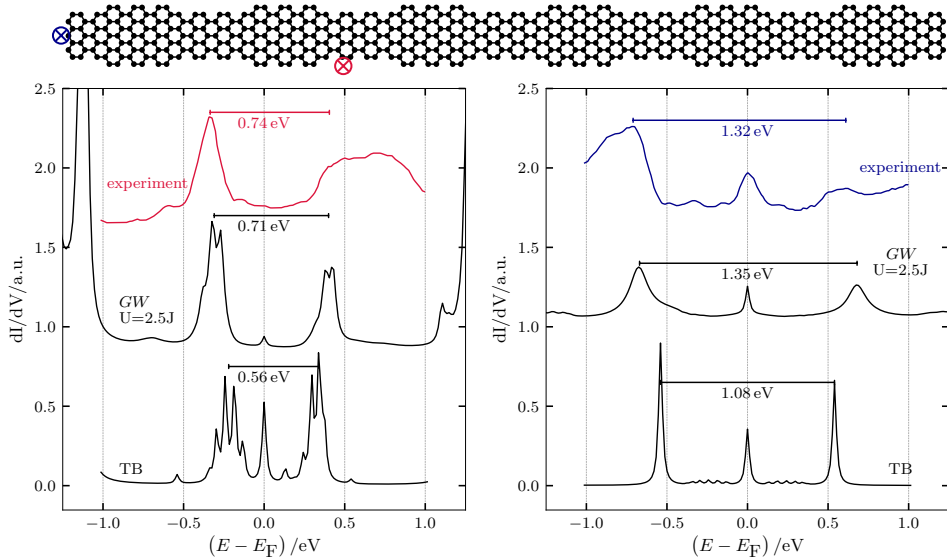 2.5
2.0
1.5
1.0
0.5
0.0
dI/dV/a.u.
0.74 eV
experiment
0.71 eV
GW
U=2.5J
0.56 eV
TB
−1.0
−0.5
0.0
0.5
1.0
(E − E_F) /eV
2.5
2.0
1.5
1.0
0.5
0.0
dI/dV/a.u.
1.32 eV
experiment
GW
U=2.5J
1.35 eV
1.08 eV
TB
−1.0
−0.5
0.0
0.5
1.0
(E − E_F) /eV